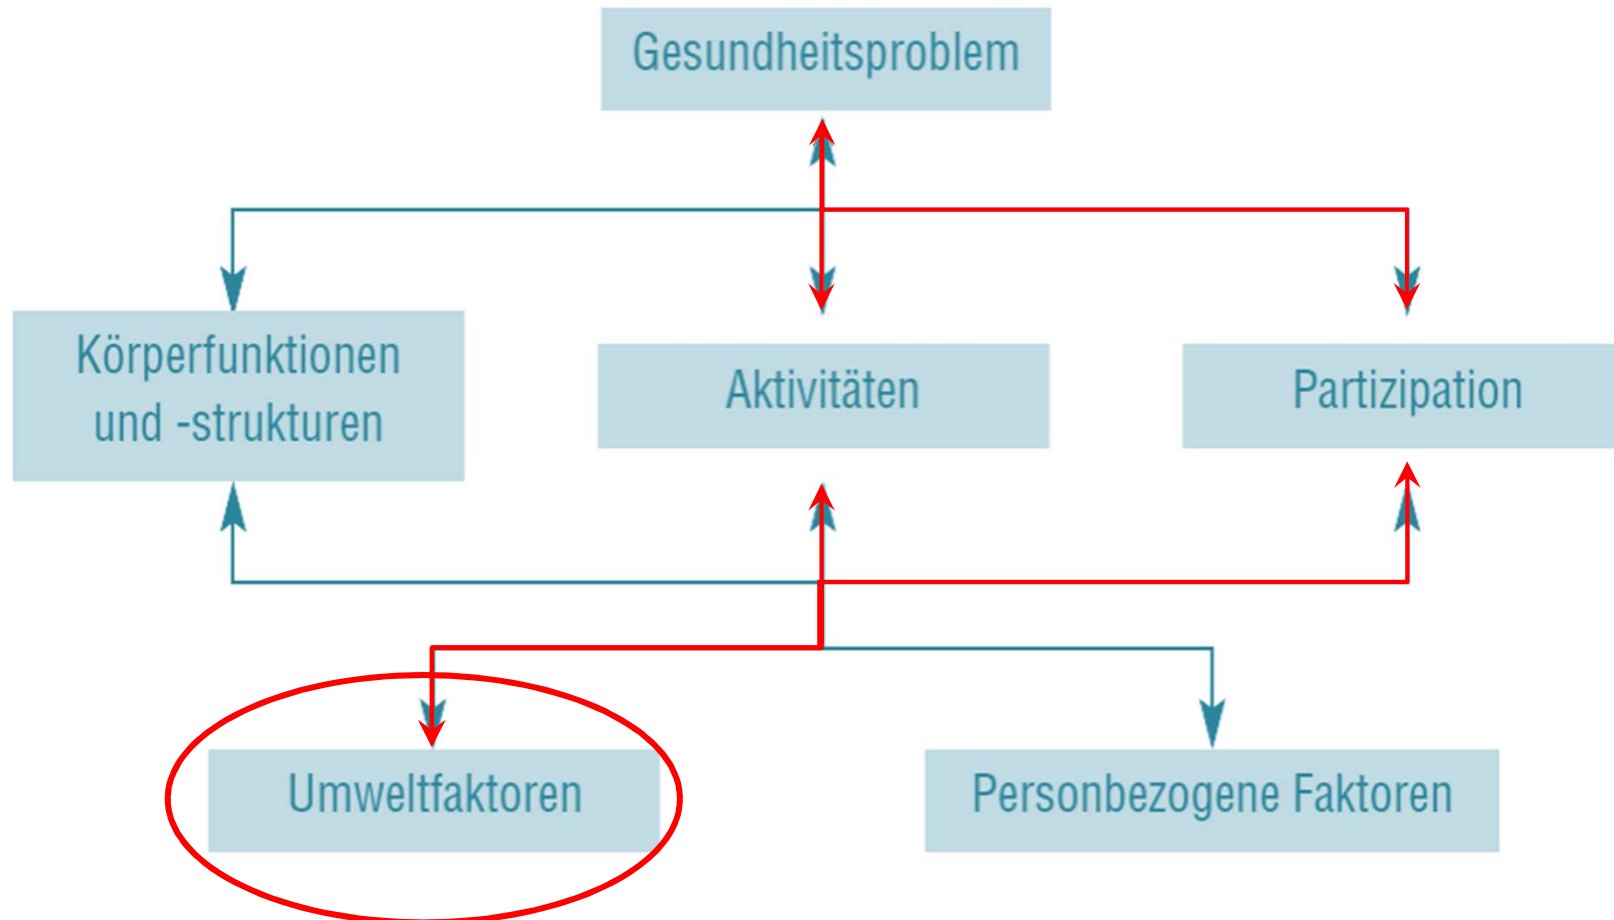 Gesundheitsproblem
Körperfunktionen
und -strukturen
Aktivitäten
Partizipation
Umweltfaktoren
Personbezogene Faktoren